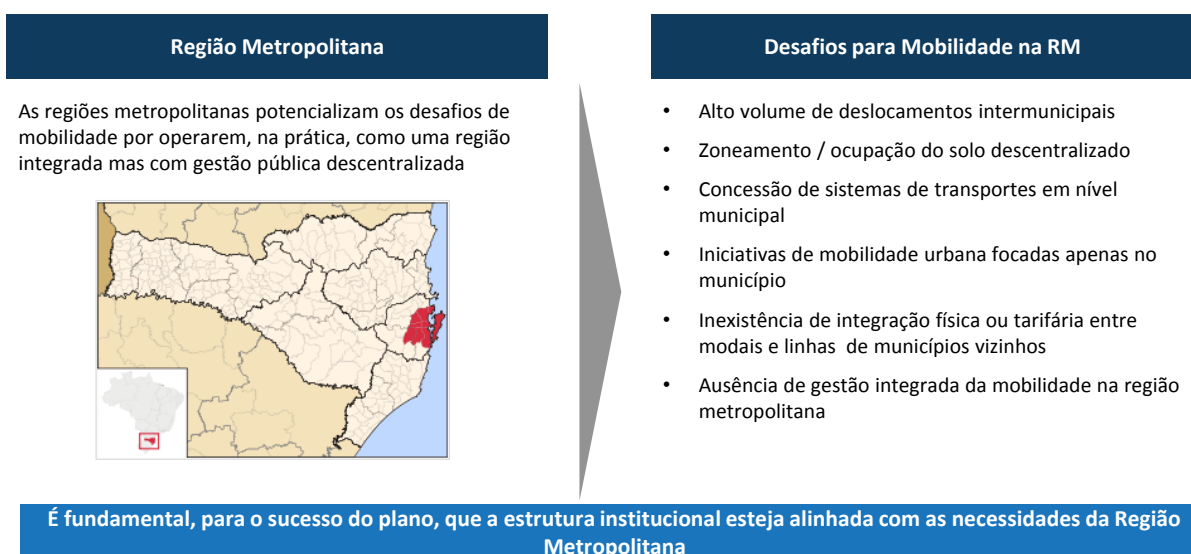 Região Metropolitana
As regiões metropolitanas potencializam os desafios de
mobilidade por operarem, na prática, como uma região
integrada mas com gestão pública descentralizada
Desafios para Mobilidade na RM
• Alto volume de deslocamentos intermunicipais
• Zoneamento / ocupação do solo descentralizado
• Concessão de sistemas de transportes em nível
municipal
• Iniciativas de mobilidade urbana focadas apenas no
município
• Inexistência de integração física ou tarifária entre
modais e linhas  de municípios vizinhos
• Ausência de gestão integrada da mobilidade na região
metropolitana
É fundamental, para o sucesso do plano, que a estrutura institucional esteja alinhada com as necessidades da Região
Metropolitana